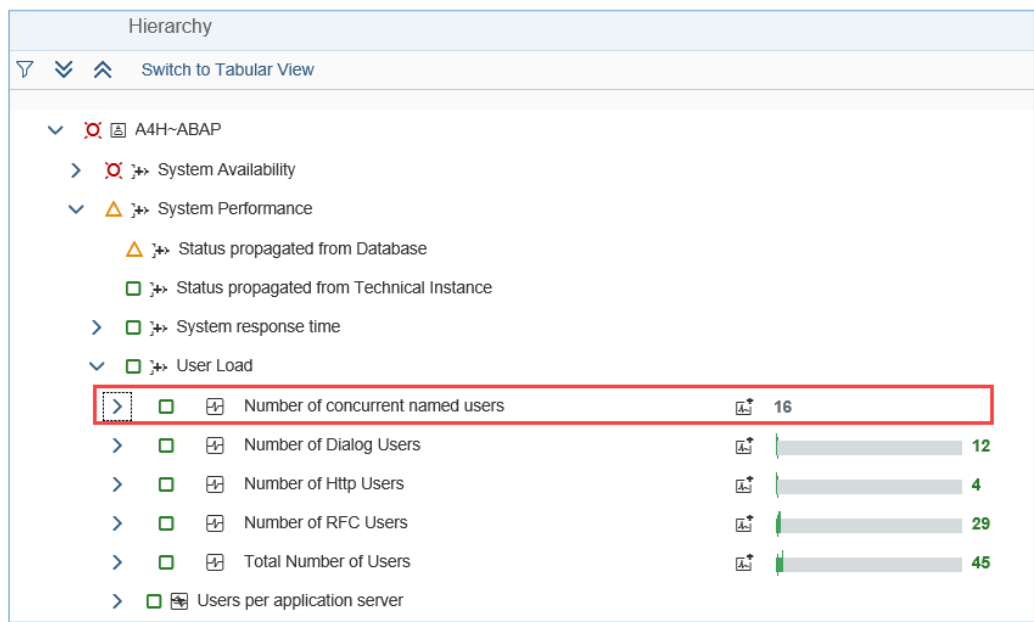 Hierarchy
Switch to Tabular View
A4H~ABAP
System Availability
System Performance
Status propagated from Database
Status propagated from Technical Instance
System response time
User Load
Number of concurrent named users 16
Number of Dialog Users 12
Number of Http Users 4
Number of RFC Users 29
Total Number of Users 45
Users per application server